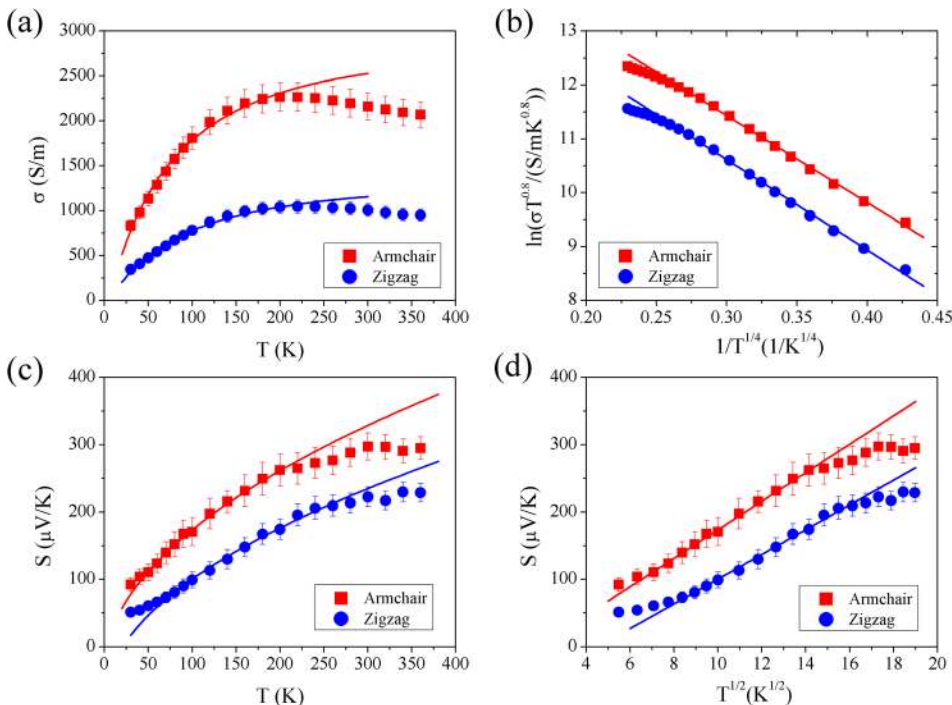 (a)
3000
2500
2000
1500
1000
500
0
σ (S/m)
Armchair
Zigzag
0 50 100 150 200 250 300 350 400
T (K)
(b)
13
12
11
10
9
8
ln(σT^0.8/(S/mK^0.8))
Armchair
Zigzag
0.20 0.25 0.30 0.35 0.40 0.45
1/T^1/4(1/K^1/4)
(c)
400
300
200
100
0
S (μV/K)
Armchair
Zigzag
0 50 100 150 200 250 300 350 400
T (K)
(d)
400
300
200
100
0
S (μ V/K)
Armchair
Zigzag
4 6 8 10 12 14 16 18 20
T^1/2(K^1/2)